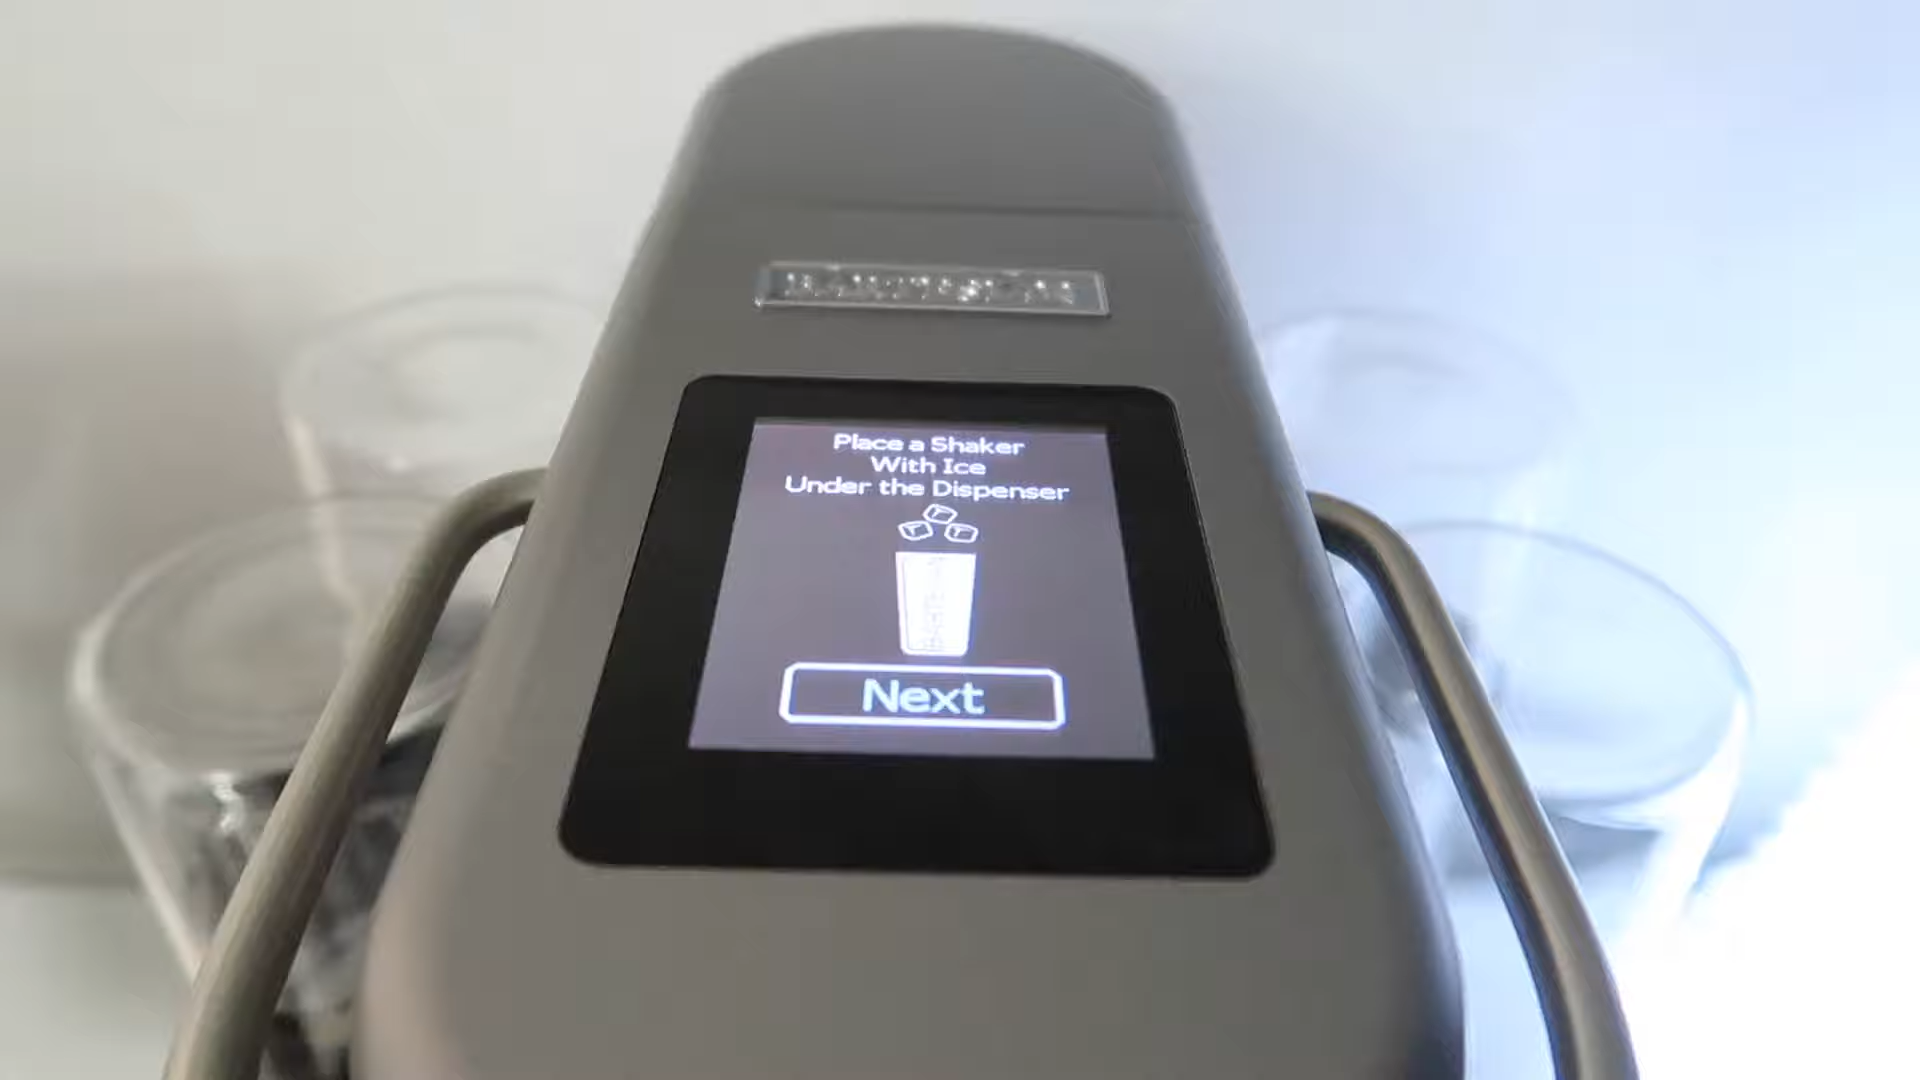 Place a Shaker
With Ice
Under the Dispenser
Next